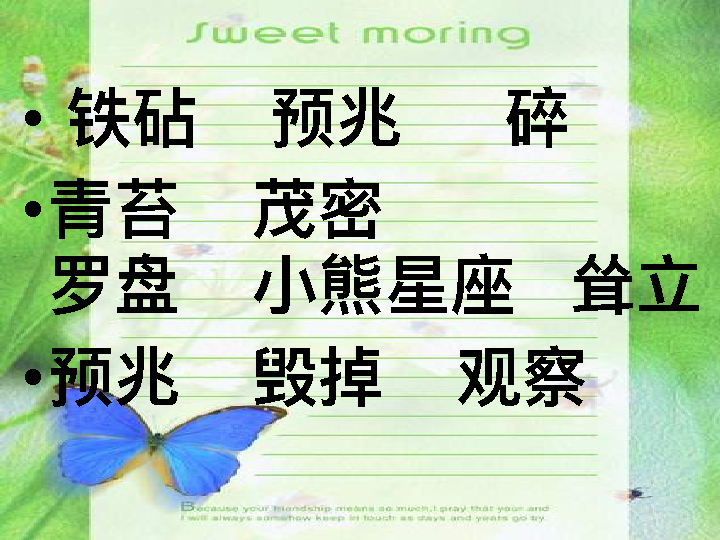 Sweet moring
• 铁砧 预兆 碎
•青苔 茂密
罗盘 小熊星座 耸立
•预兆 毁掉 观察
Because your friendship means so much,I pray that your and
I will always somehow keep in touch as days and years go by.